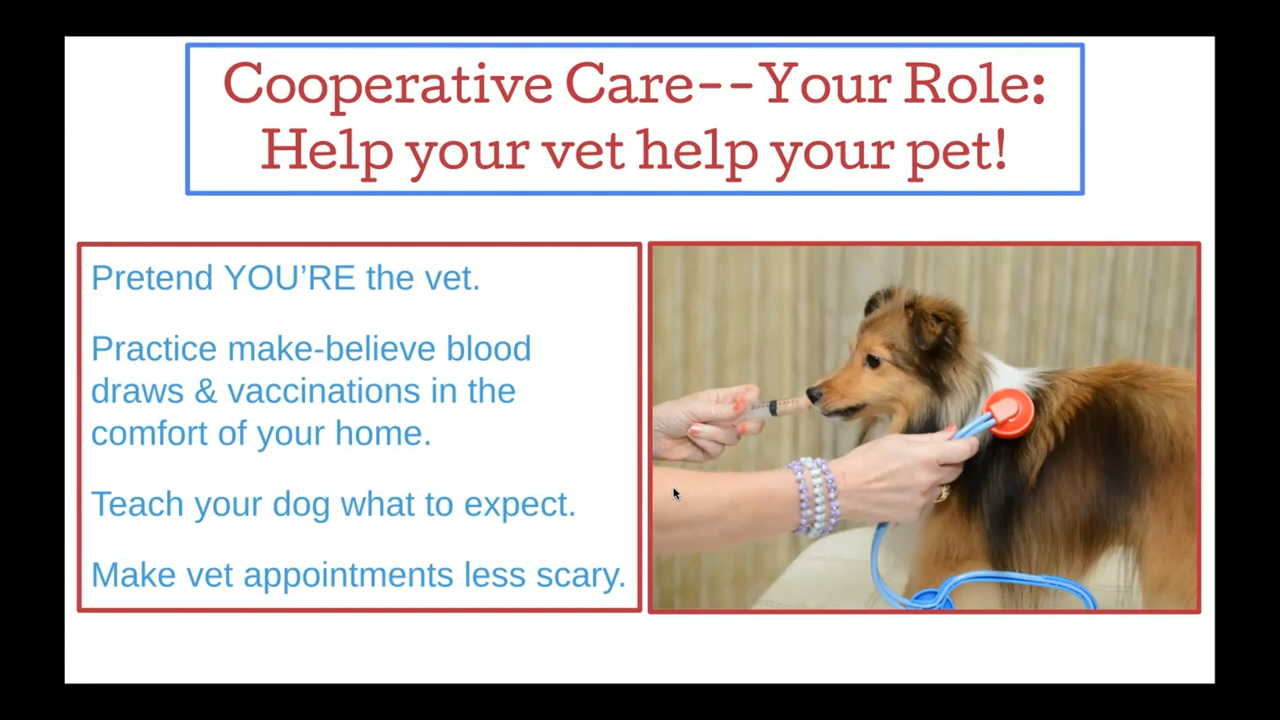 Cooperative Care--Your Role:
Help your vet help your pet!
Pretend YOU’RE the vet.
Practice make-believe blood
draws & vaccinations in the
comfort of your home.
Teach your dog what to expect.
Make vet appointments less scary.